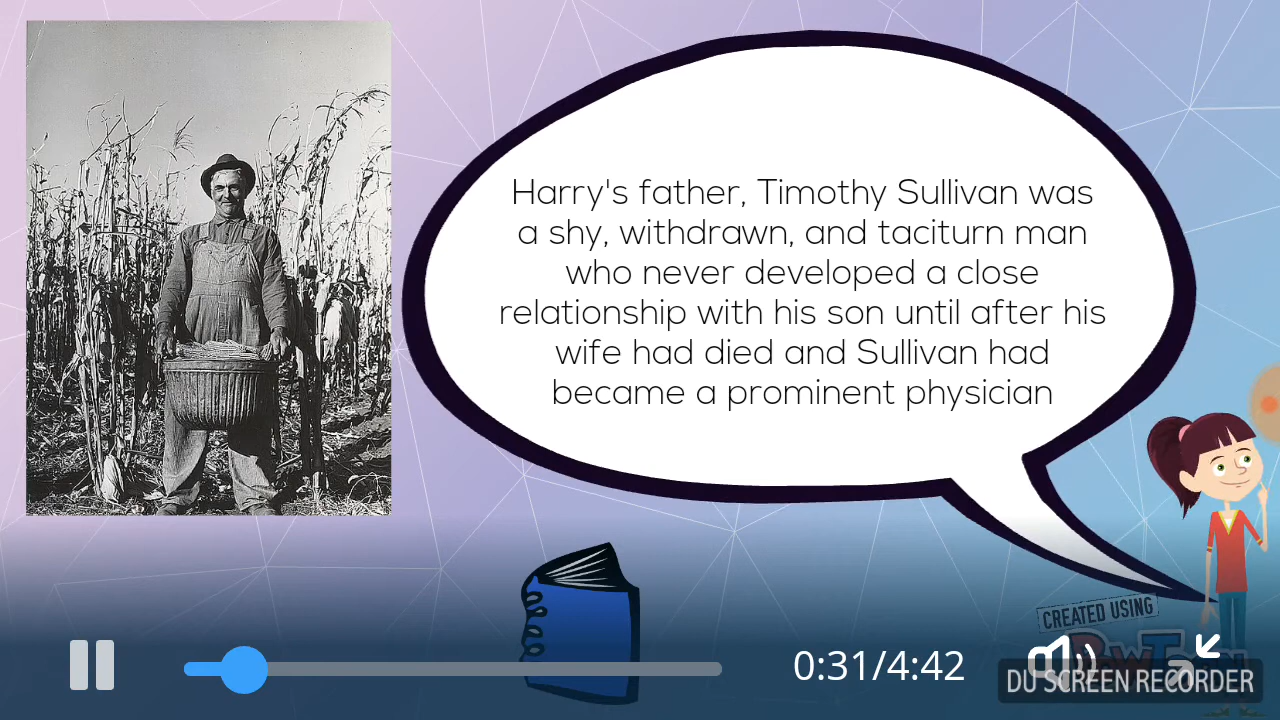 Harry's father, Timothy Sullivan was
a shy, withdrawn, and taciturn man
who never developed a close
relationship with his son until after his
wife had died and Sullivan had
became a prominent physician
CREATED USING
0:31/4:42
DU SCREEN RECORDER